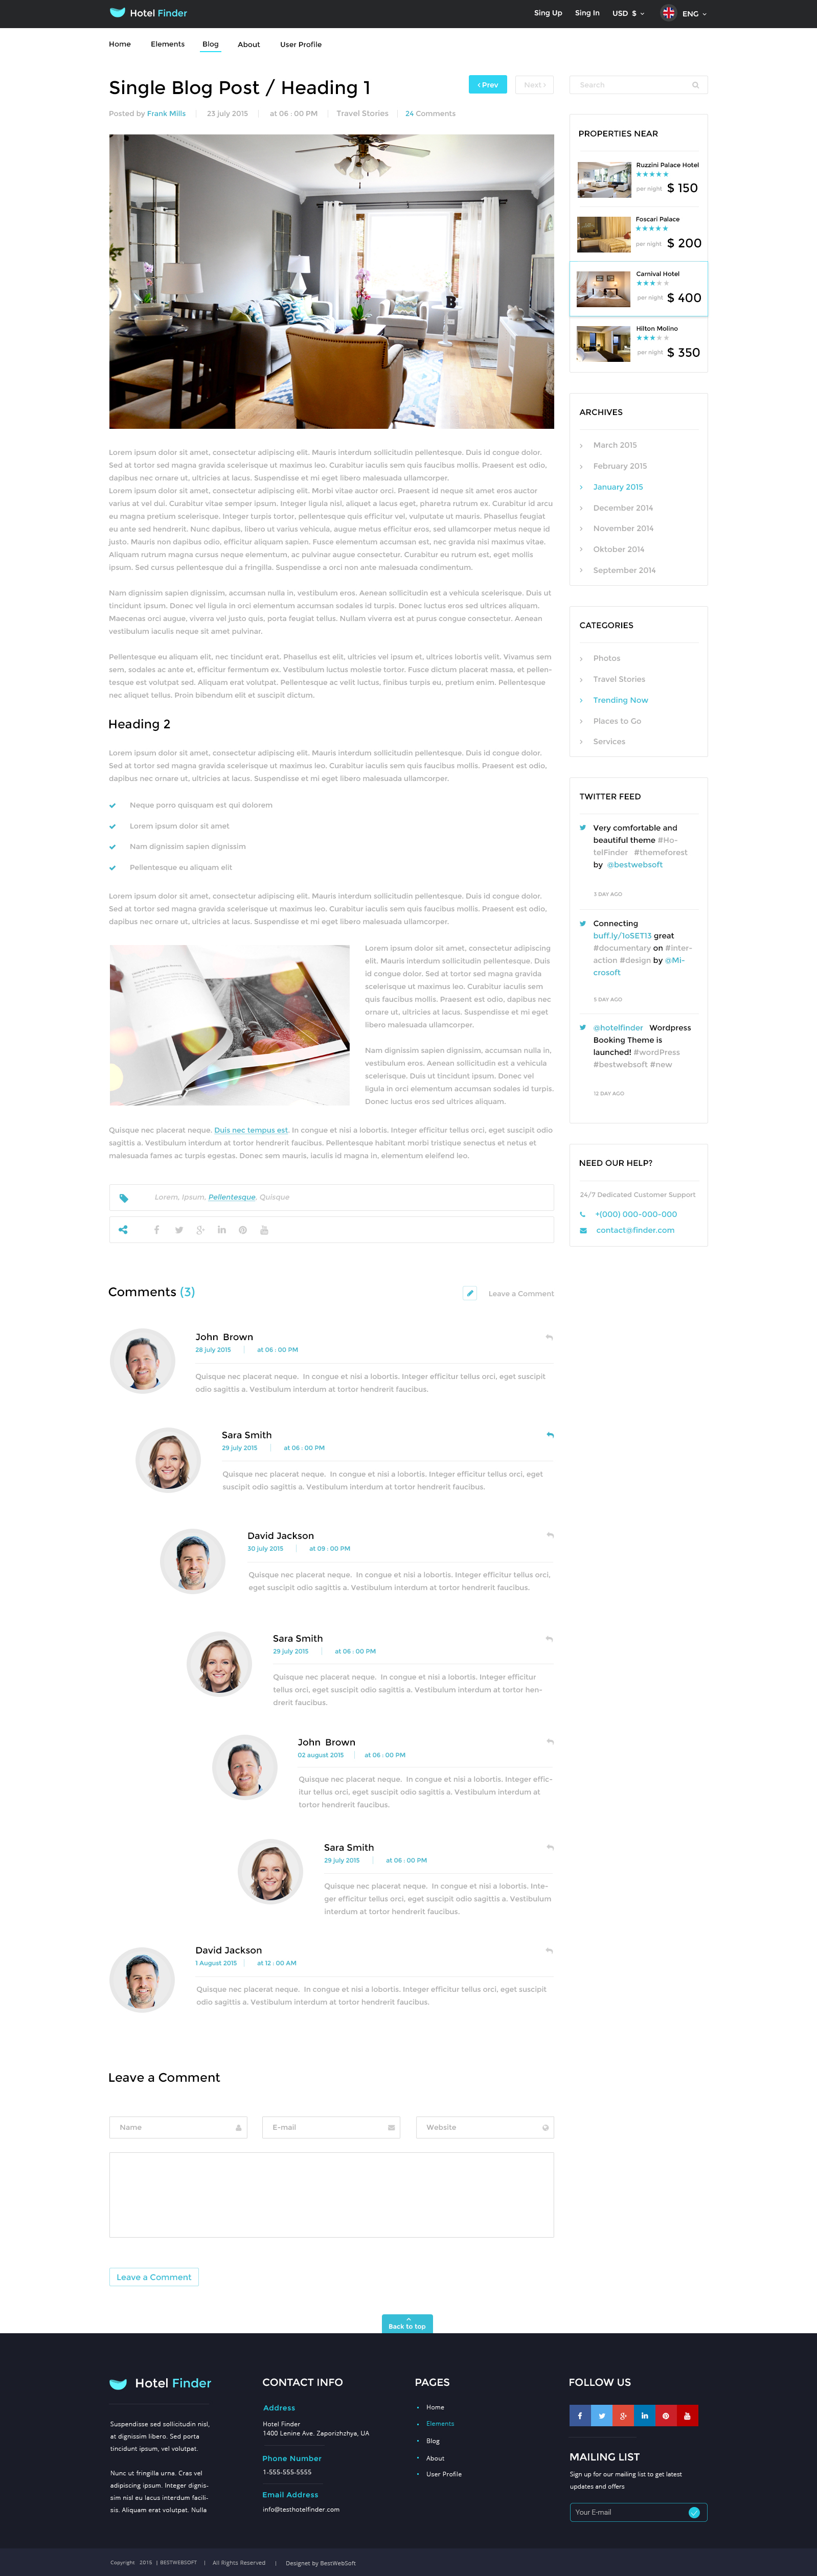 Hotel Finder
Sing Up Sing In USD $ ENG
Home Elements Blog About User Profile
Single Blog Post / Heading 1
‹ Prev Next ›
Posted by Frank Mills 23 july 2015 at 06 : 00 PM Travel Stories 24 Comments
Lorem ipsum dolor sit amet, consectetur adipiscing elit. Mauris interdum sollicitudin pellentesque. Duis id congue dolor.
Sed at tortor sed magna gravida scelerisque ut maximus leo. Curabitur iaculis sem quis faucibus mollis. Praesent est odio,
dapibus nec ornare ut, ultricies at lacus. Suspendisse et mi eget libero malesuada ullamcorper.
Lorem ipsum dolor sit amet, consectetur adipiscing elit. Morbi vitae auctor orci. Praesent id neque sit amet eros auctor
varius at vel dui. Curabitur vitae semper ipsum. Integer ligula nisl, aliquet a lacus eget, pharetra rutrum ex. Curabitur id arcu
eu magna pretium scelerisque. Integer turpis tortor, pellentesque quis efficitur vel, vulputate ut mauris. Phasellus feugiat
eu ante sed hendrerit. Nunc dapibus, libero ut varius vehicula, augue metus efficitur eros, sed ullamcorper metus neque id
justo. Mauris non dapibus odio, efficitur aliquam sapien. Fusce elementum accumsan est, nec gravida nisi maximus vitae.
Aliquam rutrum magna cursus neque elementum, ac pulvinar augue consectetur. Curabitur eu rutrum est, eget mollis
ipsum. Sed cursus pellentesque dui a fringilla. Suspendisse a orci non ante malesuada condimentum.
Nam dignissim sapien dignissim, accumsan nulla in, vestibulum eros. Aenean sollicitudin est a vehicula scelerisque. Duis ut
tincidunt ipsum. Donec vel ligula in orci elementum accumsan sodales id turpis. Donec luctus eros sed ultrices aliquam.
Maecenas orci augue, viverra vel justo quis, porta feugiat tellus. Nullam viverra est at purus congue consectetur. Aenean
vestibulum iaculis neque sit amet pulvinar.
Pellentesque eu aliquam elit, nec tincidunt erat. Phasellus est elit, ultricies vel ipsum et, ultrices lobortis velit. Vivamus sem
sem, sodales ac ante et, efficitur fermentum ex. Vestibulum luctus molestie tortor. Fusce dictum placerat massa, et pellen-
tesque est volutpat sed. Aliquam erat volutpat. Pellentesque ac velit luctus, finibus turpis eu, pretium enim. Pellentesque
nec aliquet tellus. Proin bibendum elit et suscipit dictum.
Heading 2
Lorem ipsum dolor sit amet, consectetur adipiscing elit. Mauris interdum sollicitudin pellentesque. Duis id congue dolor.
Sed at tortor sed magna gravida scelerisque ut maximus leo. Curabitur iaculis sem quis faucibus mollis. Praesent est odio,
dapibus nec ornare ut, ultricies at lacus. Suspendisse et mi eget libero malesuada ullamcorper.
Neque porro quisquam est qui dolorem
Lorem ipsum dolor sit amet
Nam dignissim sapien dignissim
Pellentesque eu aliquam elit
Lorem ipsum dolor sit amet, consectetur adipiscing elit. Mauris interdum sollicitudin pellentesque. Duis id congue dolor.
Sed at tortor sed magna gravida scelerisque ut maximus leo. Curabitur iaculis sem quis faucibus mollis. Praesent est odio,
dapibus nec ornare ut, ultricies at lacus. Suspendisse et mi eget libero malesuada ullamcorper.
Lorem ipsum dolor sit amet, consectetur adipiscing
elit. Mauris interdum sollicitudin pellentesque. Duis
id congue dolor. Sed at tortor sed magna gravida
scelerisque ut maximus leo. Curabitur iaculis sem
quis faucibus mollis. Praesent est odio, dapibus nec
ornare ut, ultricies at lacus. Suspendisse et mi eget
libero malesuada ullamcorper.
Nam dignissim sapien dignissim, accumsan nulla in,
vestibulum eros. Aenean sollicitudin est a vehicula
scelerisque. Duis ut tincidunt ipsum. Donec vel
ligula in orci elementum accumsan sodales id turpis.
Donec luctus eros sed ultrices aliquam.
Quisque nec placerat neque. Duis nec tempus est. In congue et nisi a lobortis. Integer efficitur tellus orci, eget suscipit odio
sagittis a. Vestibulum interdum at tortor hendrerit faucibus. Pellentesque habitant morbi tristique senectus et netus et
malesuada fames ac turpis egestas. Donec sem mauris, iaculis id magna in, elementum eleifend leo.
Lorem, Ipsum, Pellentesque, Quisque
Search
PROPERTIES NEAR
Ruzzini Palace Hotel
per night $ 150
Foscari Palace
per night $ 200
Carnival Hotel
per night $ 400
Hilton Molino
per night $ 350
ARCHIVES
March 2015
February 2015
January 2015
December 2014
November 2014
Oktober 2014
September 2014
CATEGORIES
Photos
Travel Stories
Trending Now
Places to Go
Services
TWITTER FEED
Very comfortable and
beautiful theme #Ho-
telFinder #themeforest
by @bestwebsoft
3 DAY AGO
Connecting
buff.ly/1oSET13 great
#documentary on #inter-
action #design by @Mi-
crosoft
5 DAY AGO
@hotelfinder Wordpress
Booking Theme is
launched! #wordPress
#bestwebsoft #new
12 DAY AGO
NEED OUR HELP?
24/7 Dedicated Customer Support
+(000) 000-000-000
contact@finder.com
Comments (3)
Leave a Comment
John Brown
28 july 2015 at 06 : 00 PM
Quisque nec placerat neque. In congue et nisi a lobortis. Integer efficitur tellus orci, eget suscipit
odio sagittis a. Vestibulum interdum at tortor hendrerit faucibus.
Sara Smith
29 july 2015 at 06 : 00 PM
Quisque nec placerat neque. In congue et nisi a lobortis. Integer efficitur tellus orci, eget
suscipit odio sagittis a. Vestibulum interdum at tortor hendrerit faucibus.
David Jackson
30 july 2015 at 09 : 00 PM
Quisque nec placerat neque. In congue et nisi a lobortis. Integer efficitur tellus orci,
eget suscipit odio sagittis a. Vestibulum interdum at tortor hendrerit faucibus.
Sara Smith
29 july 2015 at 06 : 00 PM
Quisque nec placerat neque. In congue et nisi a lobortis. Integer efficitur
tellus orci, eget suscipit odio sagittis a. Vestibulum interdum at tortor hen-
drerit faucibus.
John Brown
02 august 2015 at 06 : 00 PM
Quisque nec placerat neque. In congue et nisi a lobortis. Integer effic-
itur tellus orci, eget suscipit odio sagittis a. Vestibulum interdum at
tortor hendrerit faucibus.
Sara Smith
29 july 2015 at 06 : 00 PM
Quisque nec placerat neque. In congue et nisi a lobortis. Inte-
ger efficitur tellus orci, eget suscipit odio sagittis a. Vestibulum
interdum at tortor hendrerit faucibus.
David Jackson
1 August 2015 at 12 : 00 AM
Quisque nec placerat neque. In congue et nisi a lobortis. Integer efficitur tellus orci, eget suscipit
odio sagittis a. Vestibulum interdum at tortor hendrerit faucibus.
Leave a Comment
Name E-mail Website
Leave a Comment
Back to top
Hotel Finder
Suspendisse sed sollicitudin nisl,
at dignissim libero. Sed porta
tincidunt ipsum, vel volutpat.
Nunc ut fringilla urna. Cras vel
adipiscing ipsum. Integer dignis-
sim nisl eu lacus interdum facili-
sis. Aliquam erat volutpat. Nulla
CONTACT INFO
Address
Hotel Finder
1400 Lenine Ave. Zaporizhzhya, UA
Phone Number
1-555-555-5555
Email Address
info@testhotelfinder.com
PAGES
Home
Elements
Blog
About
User Profile
FOLLOW US
MAILING LIST
Sign up for our mailing list to get latest
updates and offers
Your E-mail
Copyright 2015 | BESTWEBSOFT | All Rights Reserved | Designet by BestWebSoft